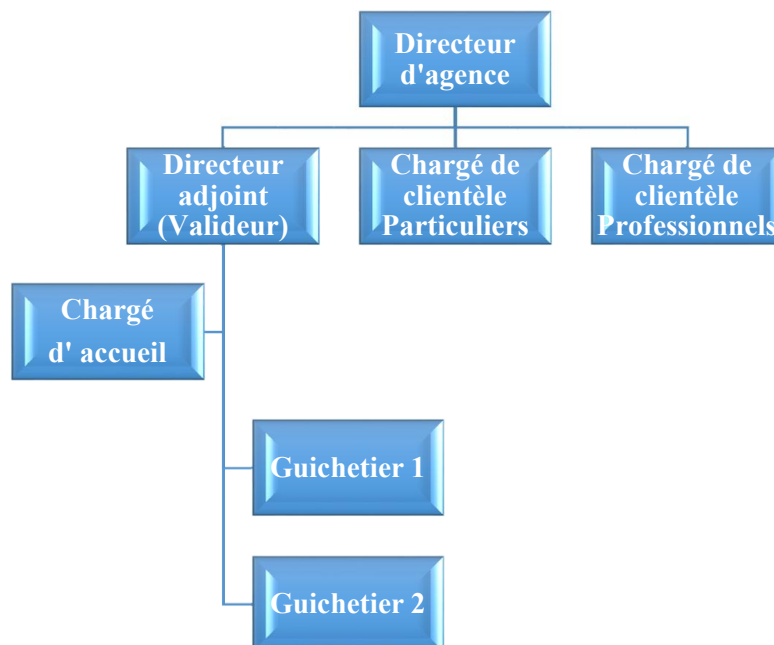 Directeur
d'agence
Directeur
adjoint
(Valideur)
Chargé de
clientèle
Particuliers
Chargé de
clientèle
Professionnels
Chargé
d' accueil
Guichetier 1
Guichetier 2